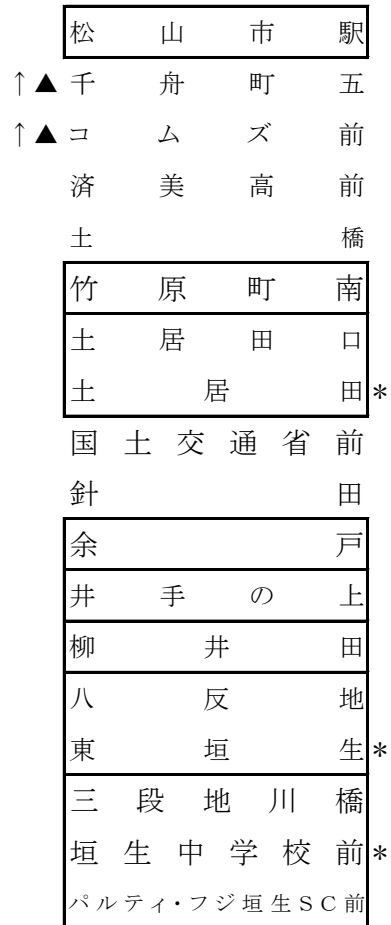 松山市駅
↑▲千舟町五
↑▲コムズ前
済美高前
土橋
竹原町南
土居田口
土居田*
国土交通省前
針田
余戸
井手の上
柳井田
八反地
東垣生*
三段地川橋
垣生中学校前*
パルティ・フジ垣生SC前